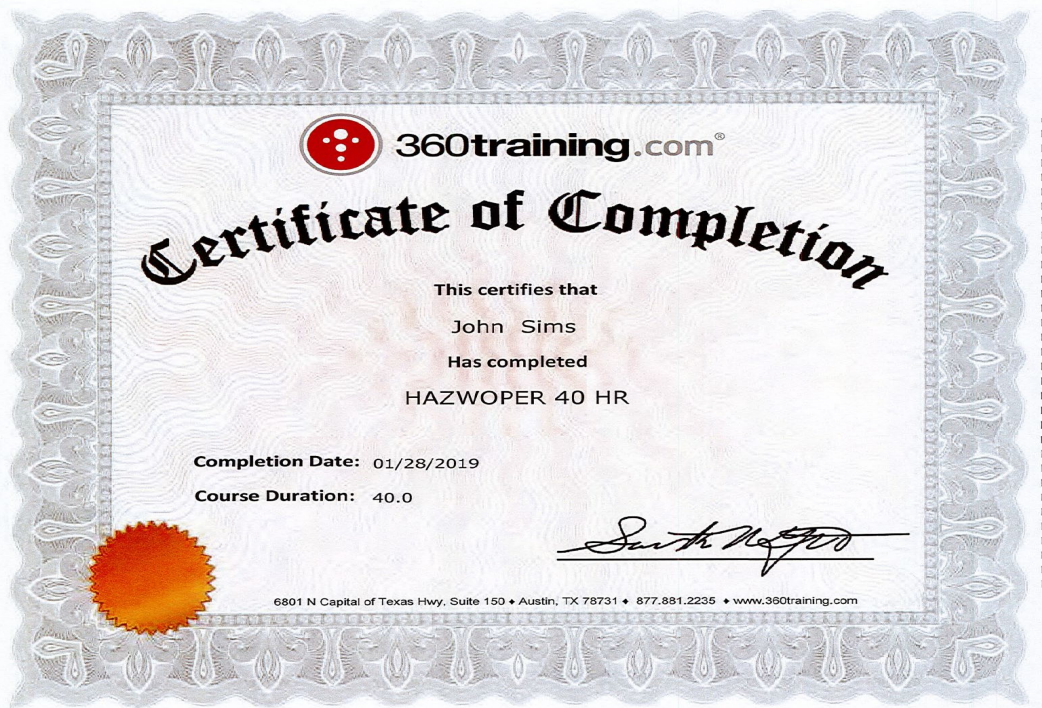 360training.com®
Certificate of Completion
This certifies that
John Sims
Has completed
HAZWOPER 40 HR
Completion Date: 01/28/2019
Course Duration: 40.0
6801 N Capital of Texas Hwy, Suite 150 ♦ Austin, TX 78731 ♦ 877.881.2235 ♦ www.360training.com